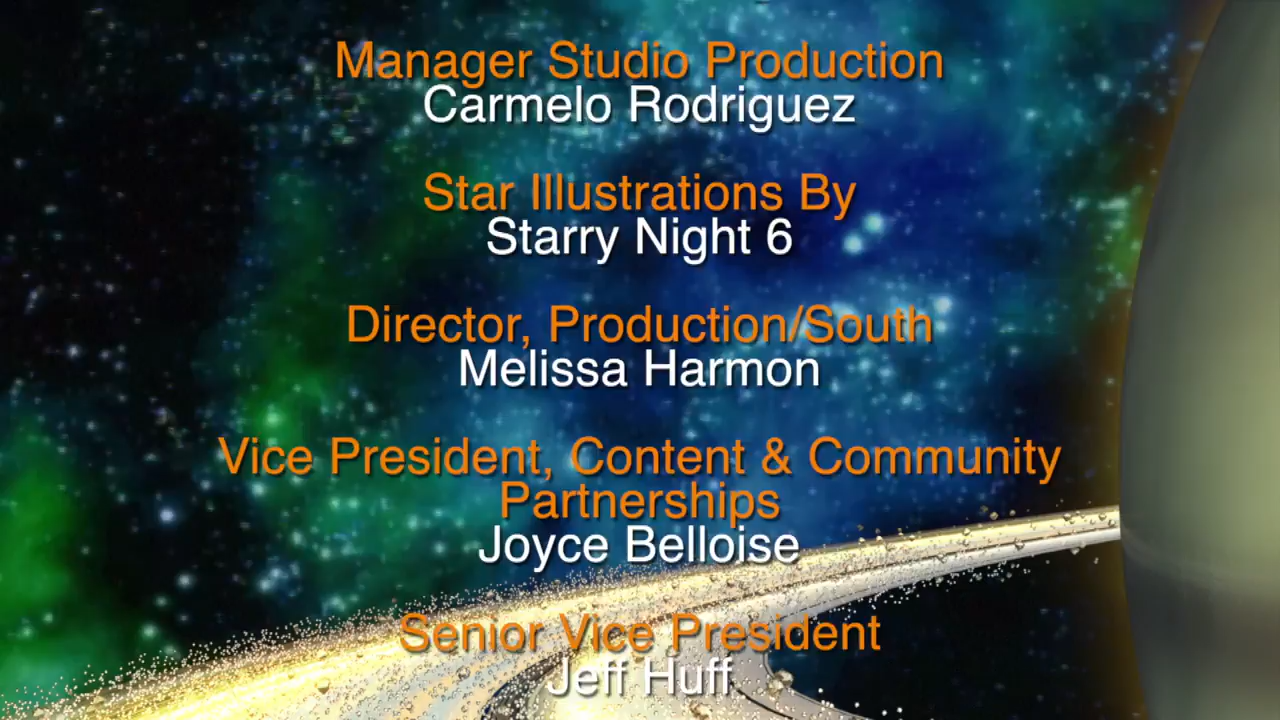 Manager Studio Production
Carmelo Rodriguez
Star Illustrations By
Starry Night 6
Director, Production/South
Melissa Harmon
Vice President, Content & Community
Partnerships
Joyce Belloise
Senior Vice President
Jeff Huff